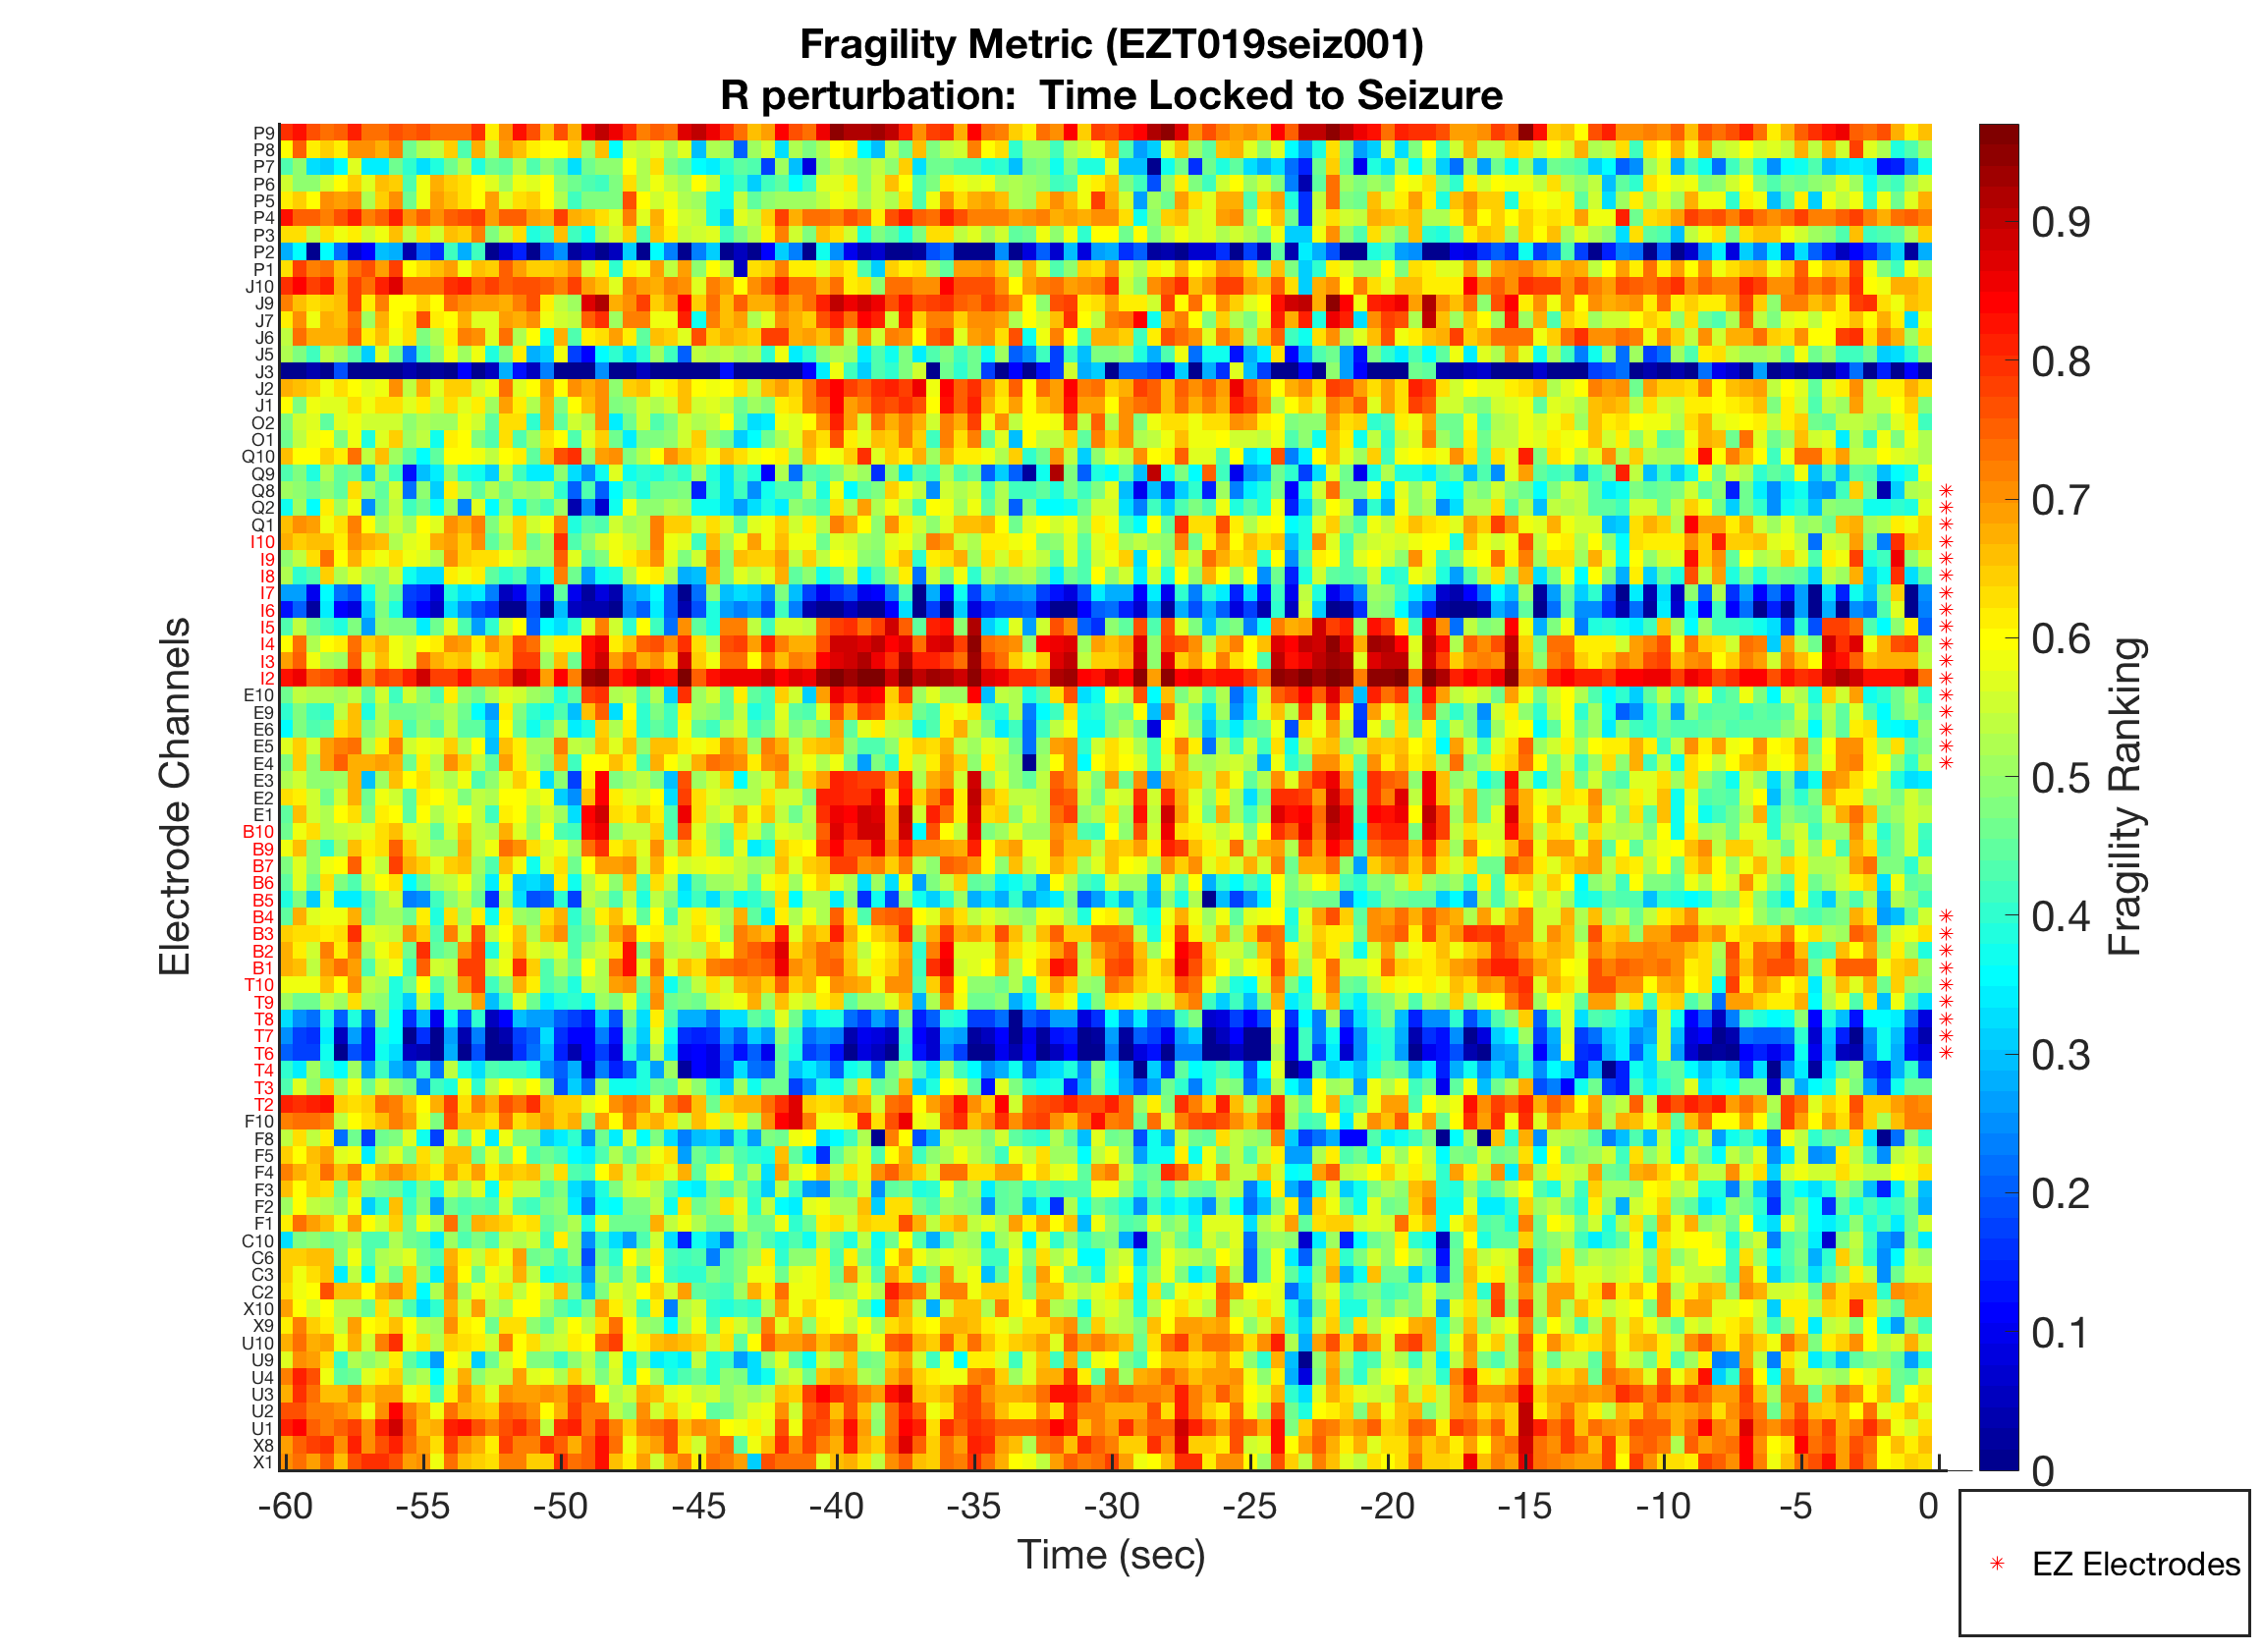 Fragility Metric (EZT019seiz001)
R perturbation: Time Locked to Seizure
Electrode Channels
P9
P8
P7
P6
P5
P4
P3
P2
P1
J10
J9
J7
J6
J5
J3
J2
J1
O2
O1
Q10
Q9
Q8
Q2
Q1
I10
I9
I8
I7
I6
I5
I4
I3
I2
E10
E9
E6
E5
E4
E3
E2
E1
B10
B9
B7
B6
B5
B4
B3
B2
B1
T10
T9
T8
T7
T6
T4
T3
T2
F10
F8
F5
F4
F3
F2
F1
C10
C6
C3
C2
X10
X9
U10
U9
U4
U3
U2
U1
X8
X1
-60 -55 -50 -45 -40 -35 -30 -25 -20 -15 -10 -5 0
Time (sec)
0.9
0.8
0.7
0.6
0.5
0.4
0.3
0.2
0.1
0
Fragility Ranking
EZ Electrodes